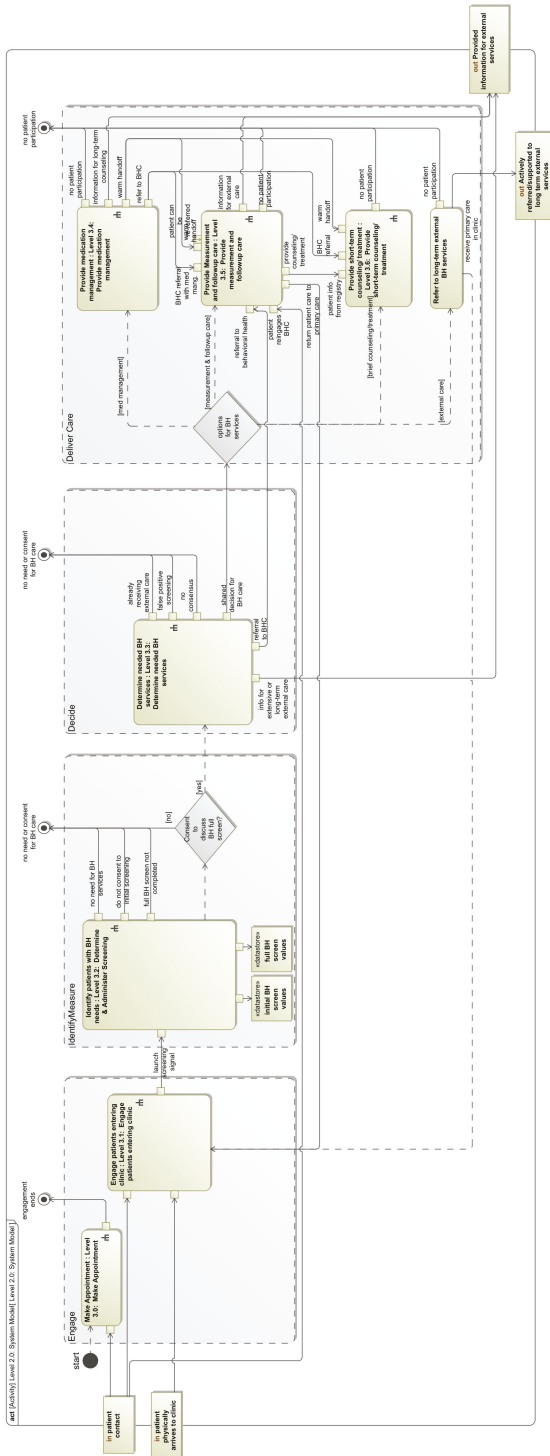 act [Activity] Level 2.0: System Model[ Level 2.0: System Model ]
in patient
contact
in patient
physically
arrives to clinic
Engage
start
Make Appointment : Level
3.0:  Make Appointment
engagement
ends
Engage patients entering
clinic : Level 3.1:  Engage
patients entering clinic
launch
screening
signal
IdentifyMeasure
Identify patients with BH
needs : Level 3.2:  Determine
& Administer Screening
«datastore»
initial BH
screen
values
«datastore»
full BH
screen
values
no need for BH
services
do not consent to
initial screening
full BH screen not
completed
no need or consent
for BH care
Consent
to
discuss
BH full
screen?
[no]
[yes]
Decide
Determine needed BH
services : Level 3.3:
Determine needed BH
services
already
receiving
external care
false positive
screening
no
consensus
shared
decision for
BH care
referral
to BHC
info for
extensive or
long-term
external care
no need or consent
for BH care
Deliver Care
options
for BH
services
[med management]
[measurement & followup care]
[brief counseling/treatment]
[external care]
Provide medication
management : Level 3.4:
Provide medication
management
no patient
participation
information for long-term
counseling
warm handoff
refer to BHC
no patient
participation
patient can
be
handoff
BHC referral
with med
mang.
Provide Measurement
and followup care : Level
3.5:  Provide
measurement and
followup care
information
for external
care
no patient
participation
provide
counseling/
treatment
referral to
behavioral health
patient
reingages
BHC
return patient care to
primary care
warm
handoff
BHC
referral
patient info
from registry
Provide short-term
counseling/ treatment :
Level 3.6:  Provide
short-term counseling/
treatment
no patient
participation
Refer to long-term external
BH services
no patient
participation
receive primary care
in clinic
out Provided
information for external
services
out Actively
referredisupported to
long term external
services